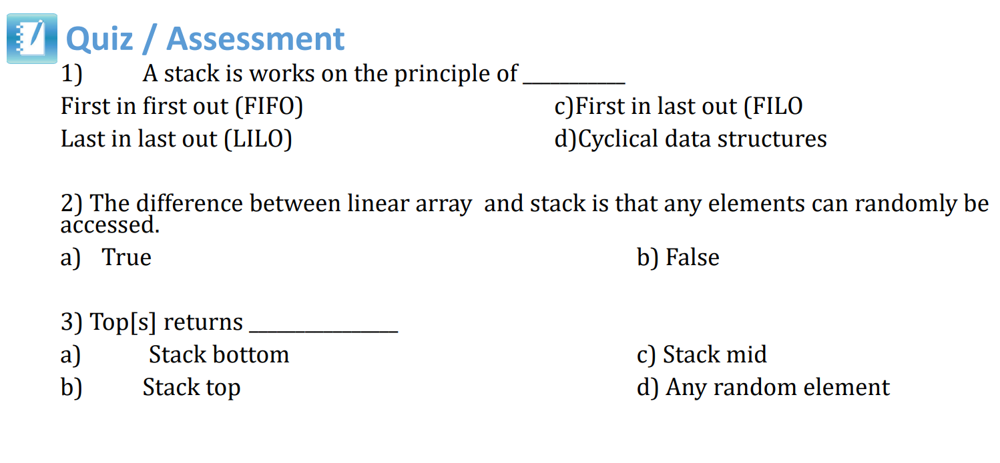 Quiz / Assessment
1) A stack is works on the principle of ___________
First in first out (FIFO) c)First in last out (FILO
Last in last out (LILO) d)Cyclical data structures
2) The difference between linear array and stack is that any elements can randomly be
accessed.
a) True b) False
3) Top[s] returns ________________
a) Stack bottom c) Stack mid
b) Stack top d) Any random element